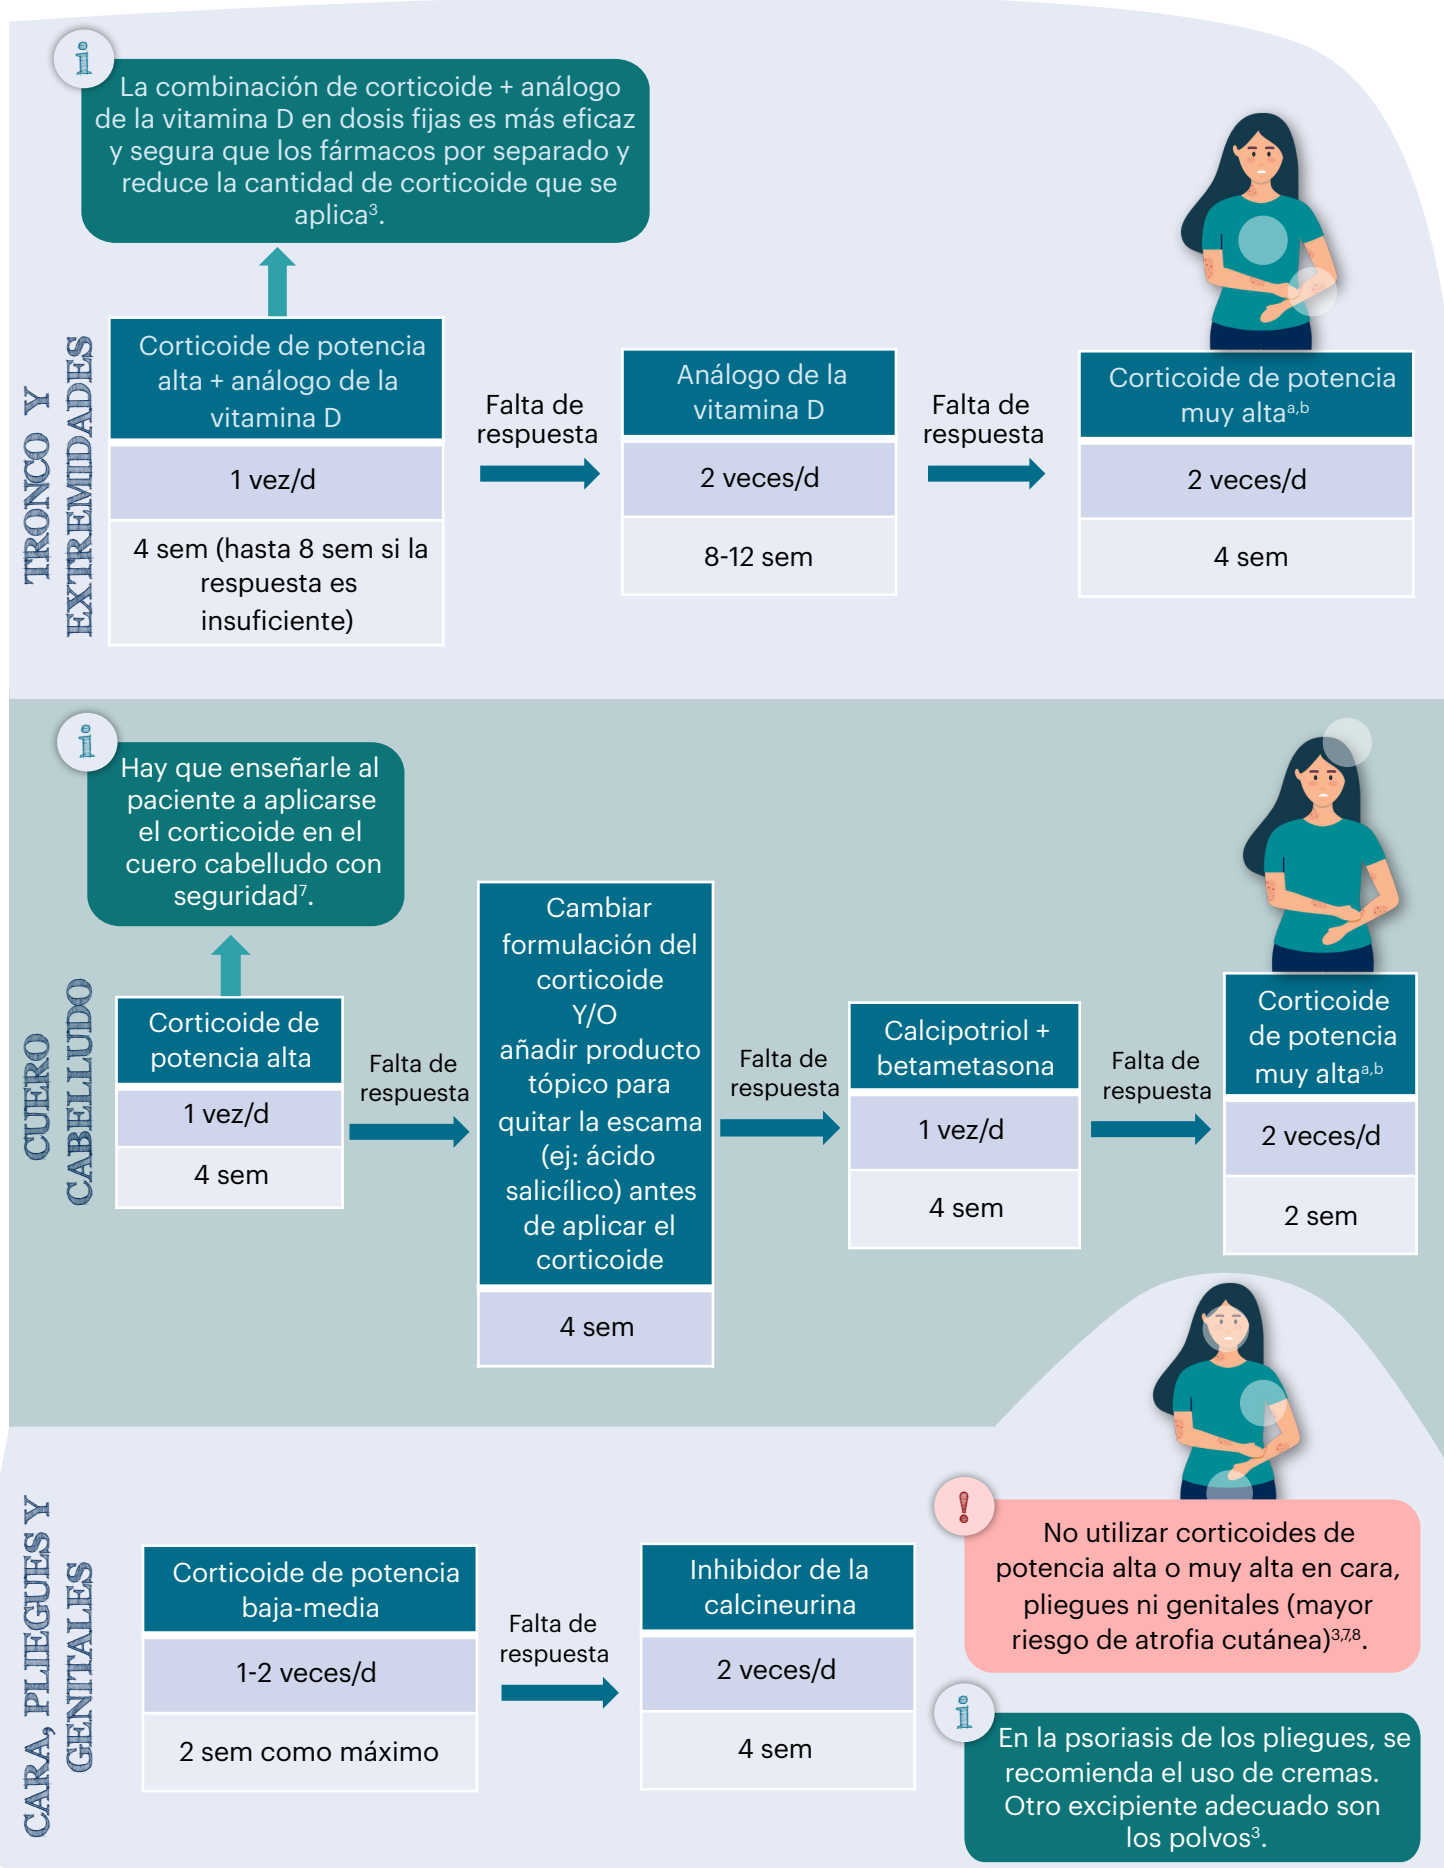 i
La combinación de corticoide + análogo
de la vitamina D en dosis fijas es más eficaz
y segura que los fármacos por separado y
reduce la cantidad de corticoide que se
aplica³.
TRONCO Y
EXTREMIDADES
Corticoide de potencia
alta + análogo de la
vitamina D
1 vez/d
4 sem (hasta 8 sem si la
respuesta es
insuficiente)
Falta de
respuesta
Análogo de la
vitamina D
2 veces/d
8-12 sem
Falta de
respuesta
Corticoide de potencia
muy altaᵃ,ᵇ
2 veces/d
4 sem
i
Hay que enseñarle al
paciente a aplicarse
el corticoide en el
cuero cabelludo con
seguridad⁷.
CUERO
CABELLUDO
Corticoide de
potencia alta
1 vez/d
4 sem
Falta de
respuesta
Cambiar
formulación del
corticoide
Y/O
añadir producto
tópico para
quitar la escama
(ej: ácido
salicílico) antes
de aplicar el
corticoide
4 sem
Falta de
respuesta
Calcipotriol +
betametasona
1 vez/d
4 sem
Falta de
respuesta
Corticoide
de potencia
muy altaᵃ,ᵇ
2 veces/d
2 sem
CARA, PLIEGUES Y
GENITALES
Corticoide de potencia
baja-media
1-2 veces/d
2 sem como máximo
Falta de
respuesta
Inhibidor de la
calcineurina
2 veces/d
4 sem
!
No utilizar corticoides de
potencia alta o muy alta en cara,
pliegues ni genitales (mayor
riesgo de atrofia cutánea)³,⁷,⁸.
i
En la psoriasis de los pliegues, se
recomienda el uso de cremas.
Otro excipiente adecuado son
los polvos³.